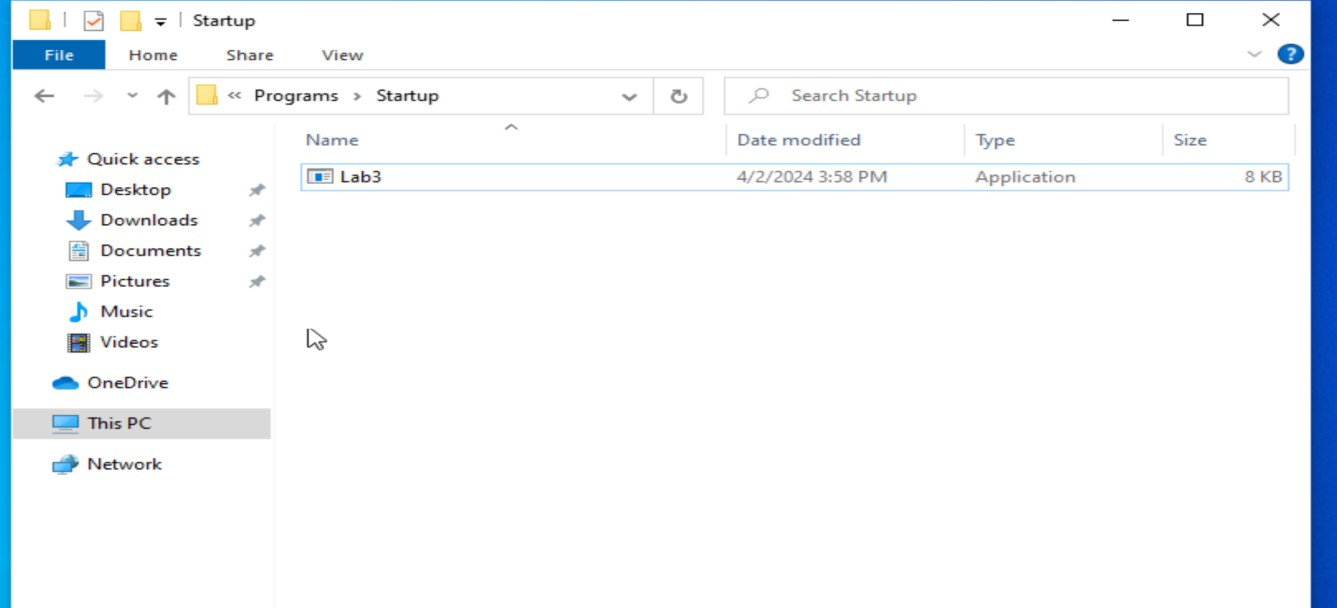 Startup
File Home Share View ?
« Programs > Startup Search Startup
Name Date modified Type Size
Lab3 4/2/2024 3:58 PM Application 8 KB
Quick access
Desktop
Downloads
Documents
Pictures
Music
Videos
OneDrive
This PC
Network